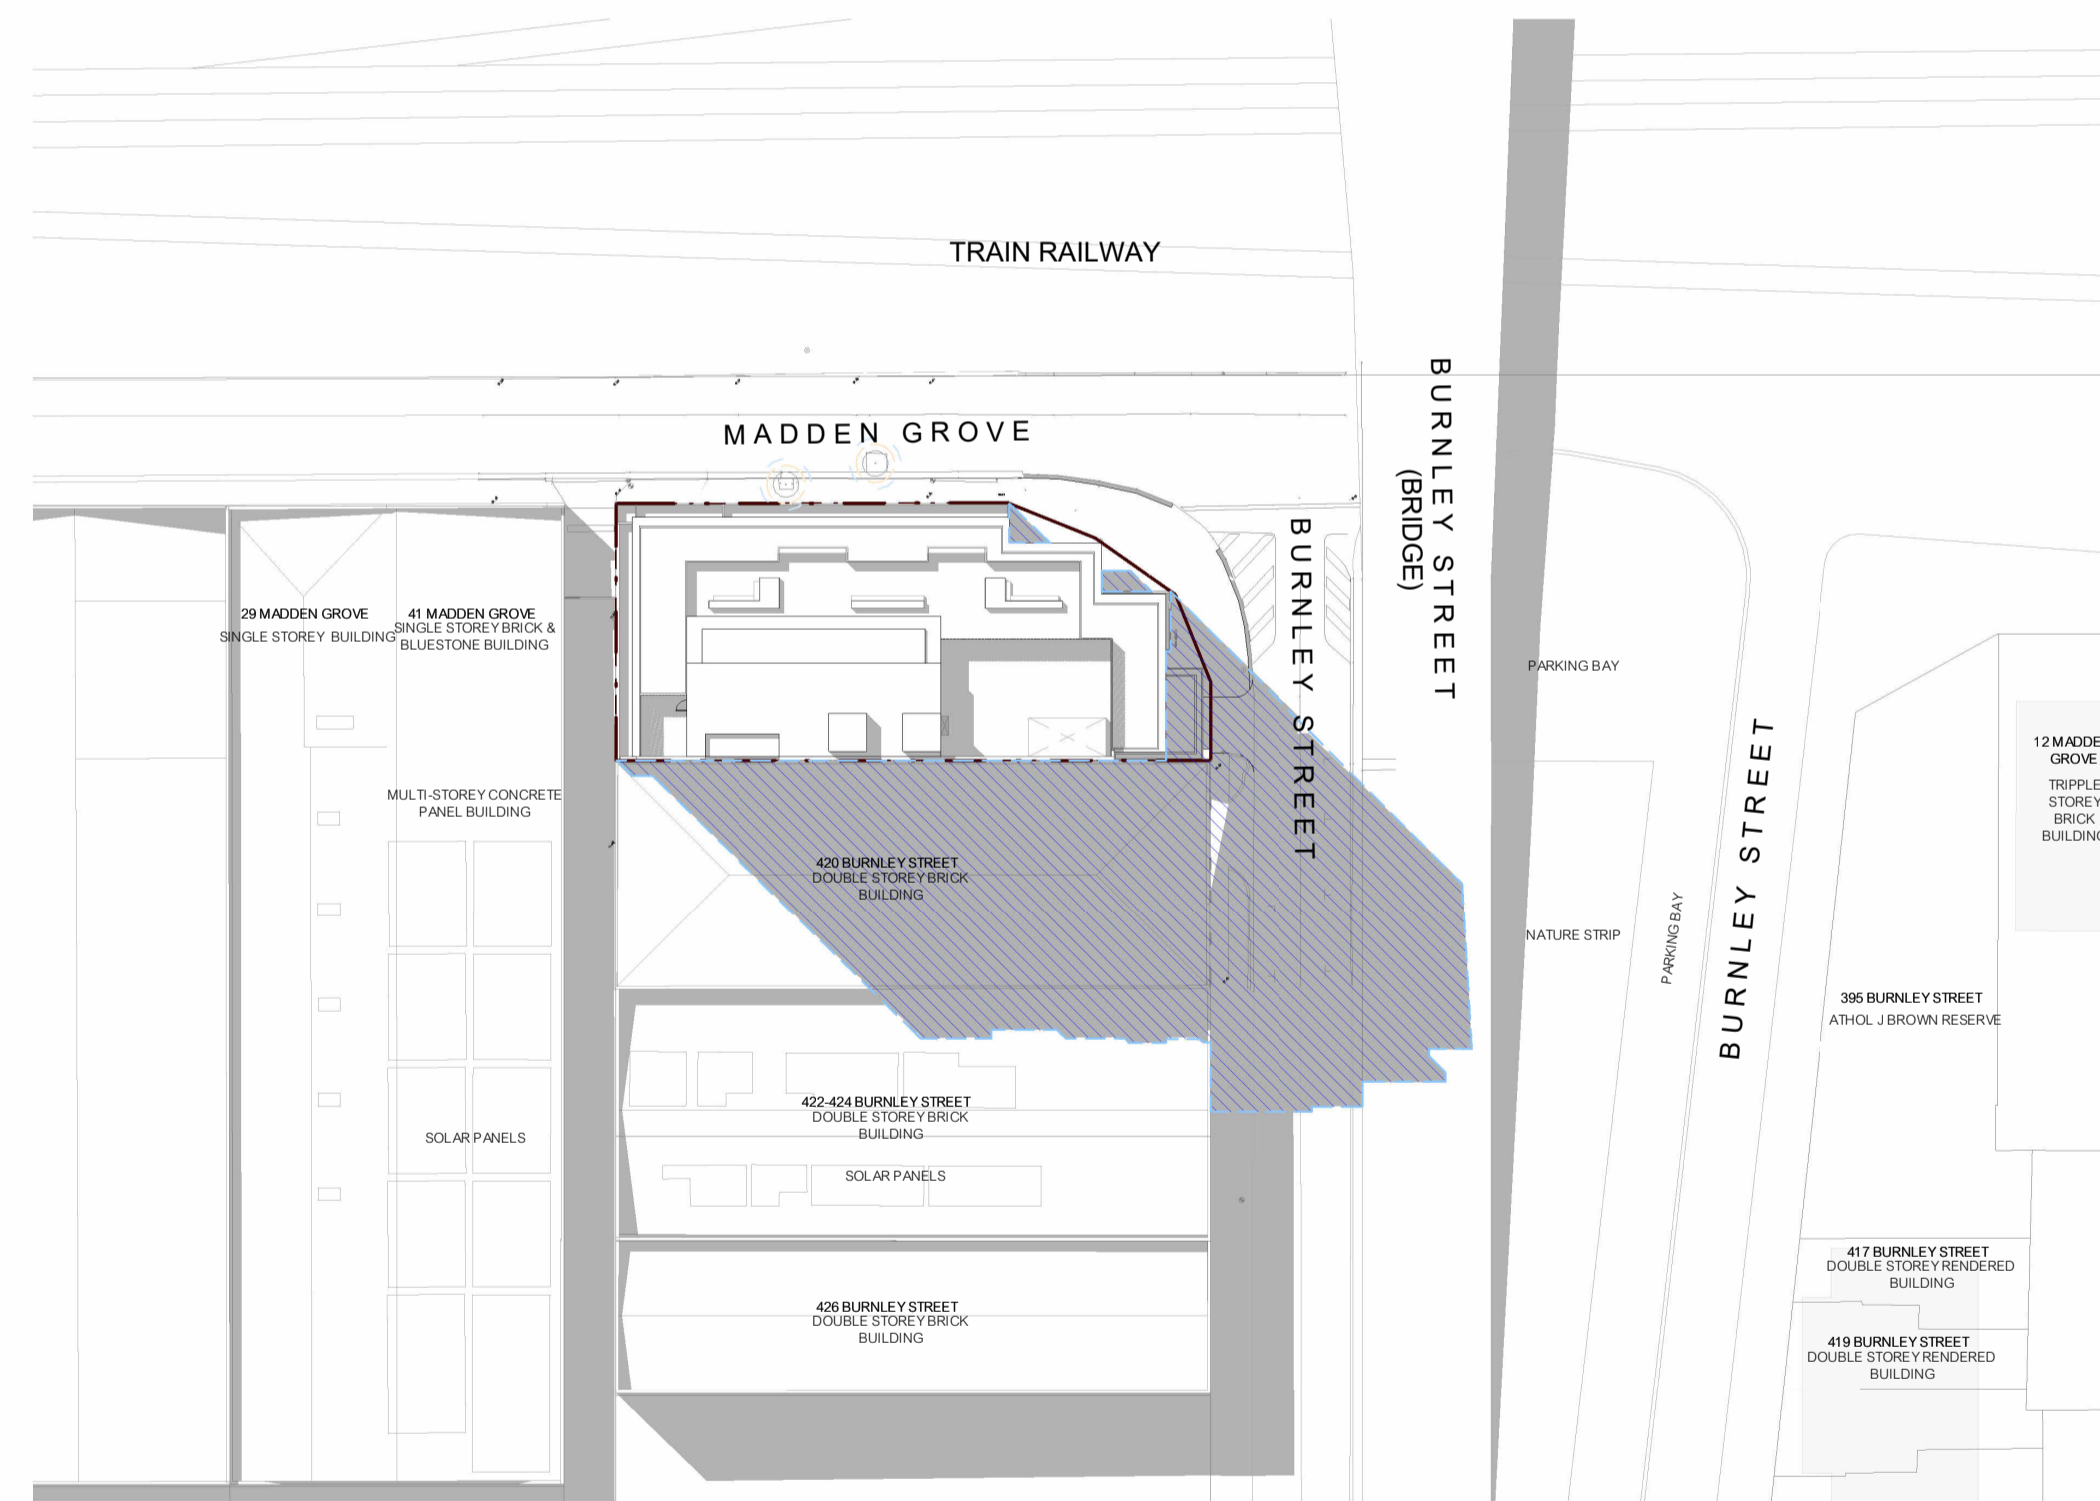 TRAIN RAILWAY
MADDEN GROVE
BURNLEY STREET
(BRIDGE)
BURNLEY STREET
29 MADDEN GROVE
SINGLE STOREY BUILDING
41 MADDEN GROVE
SINGLE STOREY BRICK &
BLUESTONE BUILDING
PARKING BAY
BURNLEY STREET
12 MADDE
GROVE
TRIPPLE
STOREY
BRICK
BUILDING
MULTI-STOREY CONCRETE
PANEL BUILDING
420 BURNLEY STREET
DOUBLE STOREY BRICK
BUILDING
NATURE STRIP
PARKING BAY
395 BURNLEY STREET
ATHOL J BROWN RESERVE
422-424 BURNLEY STREET
DOUBLE STOREY BRICK
BUILDING
SOLAR PANELS
SOLAR PANELS
417 BURNLEY STREET
DOUBLE STOREY RENDERED
BUILDING
426 BURNLEY STREET
DOUBLE STOREY BRICK
BUILDING
419 BURNLEY STREET
DOUBLE STOREY RENDERED
BUILDING